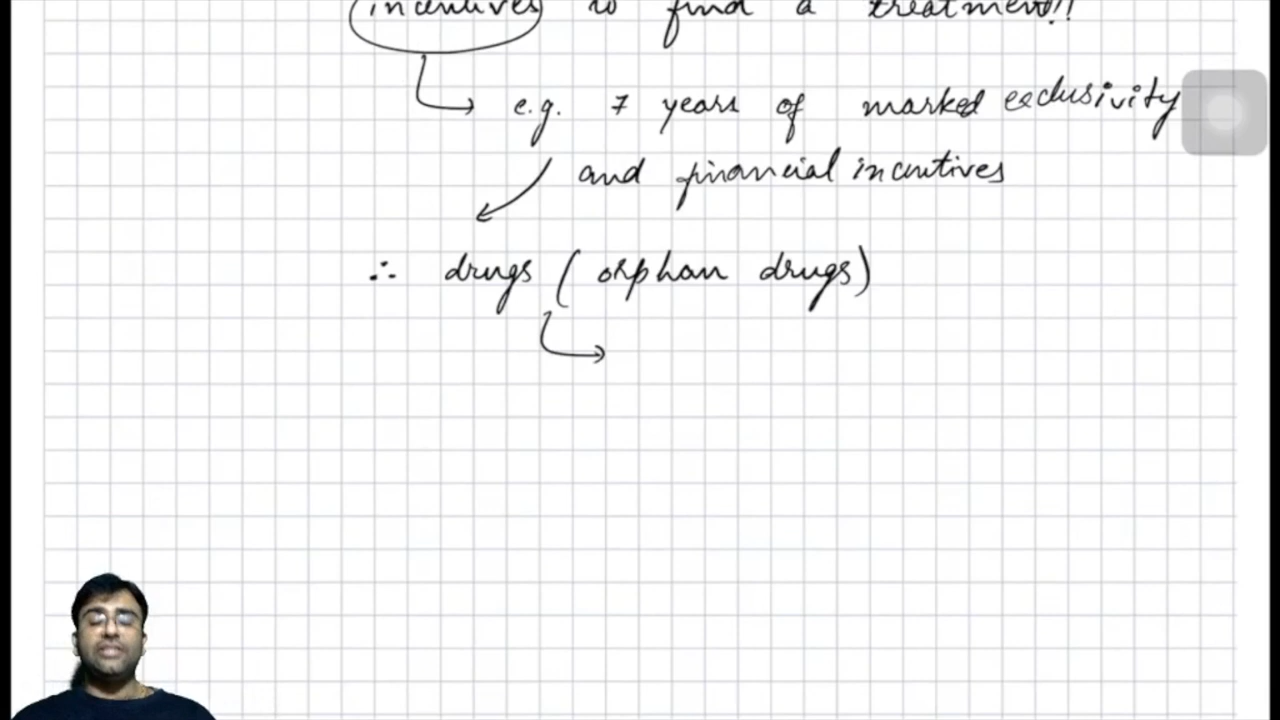 incentives to find a treatment!!
e.g. 7 years of marked exclusivity
and financial incentives
∴ drugs (orphan drugs)